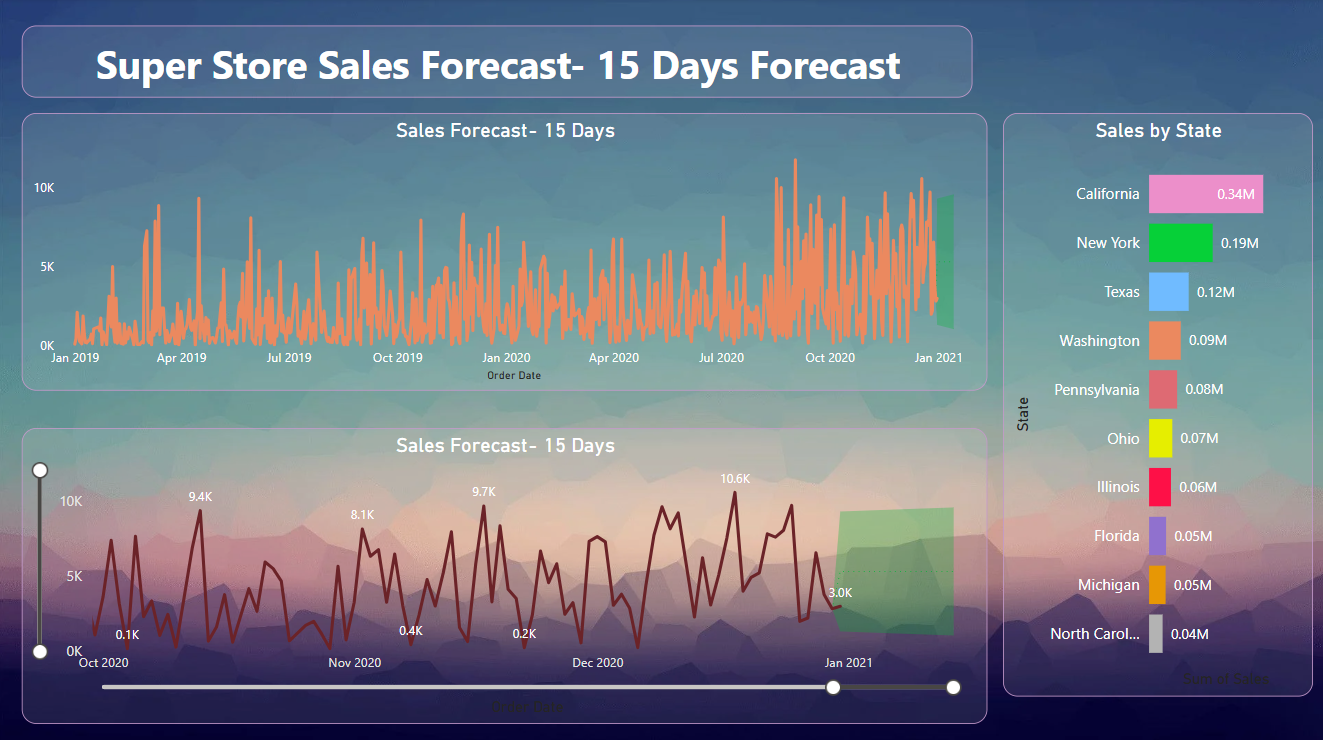 Super Store Sales Forecast- 15 Days Forecast
Sales Forecast- 15 Days
10K
5K
0K
Jan 2019 Apr 2019 Jul 2019 Oct 2019 Jan 2020 Apr 2020 Jul 2020 Oct 2020 Jan 2021
Order Date
Sales Forecast- 15 Days
10K
5K
0K
9.4K
8.1K
9.7K
10.6K
3.0K
0.1K
0.4K
0.2K
Oct 2020 Nov 2020 Dec 2020 Jan 2021
Order Date
Sales by State
State
California 0.34M
New York 0.19M
Texas 0.12M
Washington 0.09M
Pennsylvania 0.08M
Ohio 0.07M
Illinois 0.06M
Florida 0.05M
Michigan 0.05M
North Carol... 0.04M
Sum of Sales